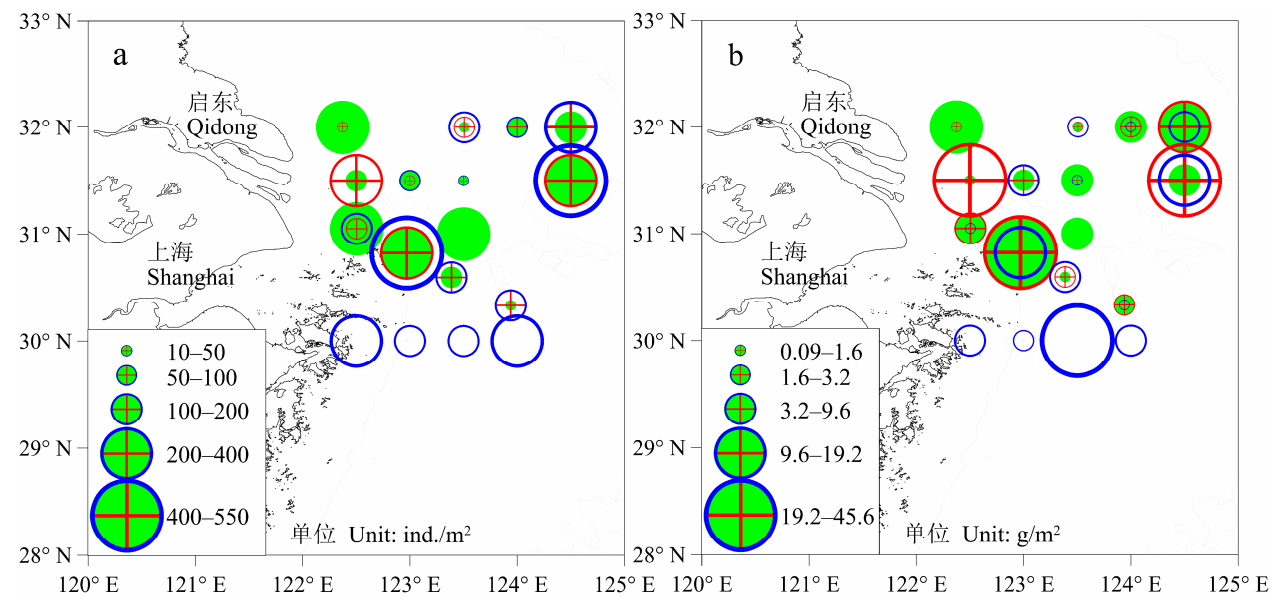 a
33° N
32° N
31° N
30° N
29° N
28° N
启东
Qidong
上海
Shanghai
10–50
50–100
100–200
200–400
400–550
单位 Unit: ind./m²
120° E
121° E
122° E
123° E
124° E
125° E
b
33° N
32° N
31° N
30° N
29° N
28° N
启东
Qidong
上海
Shanghai
0.09–1.6
1.6–3.2
3.2–9.6
9.6–19.2
19.2–45.6
单位 Unit: g/m²
120° E
121° E
122° E
123° E
124° E
125° E